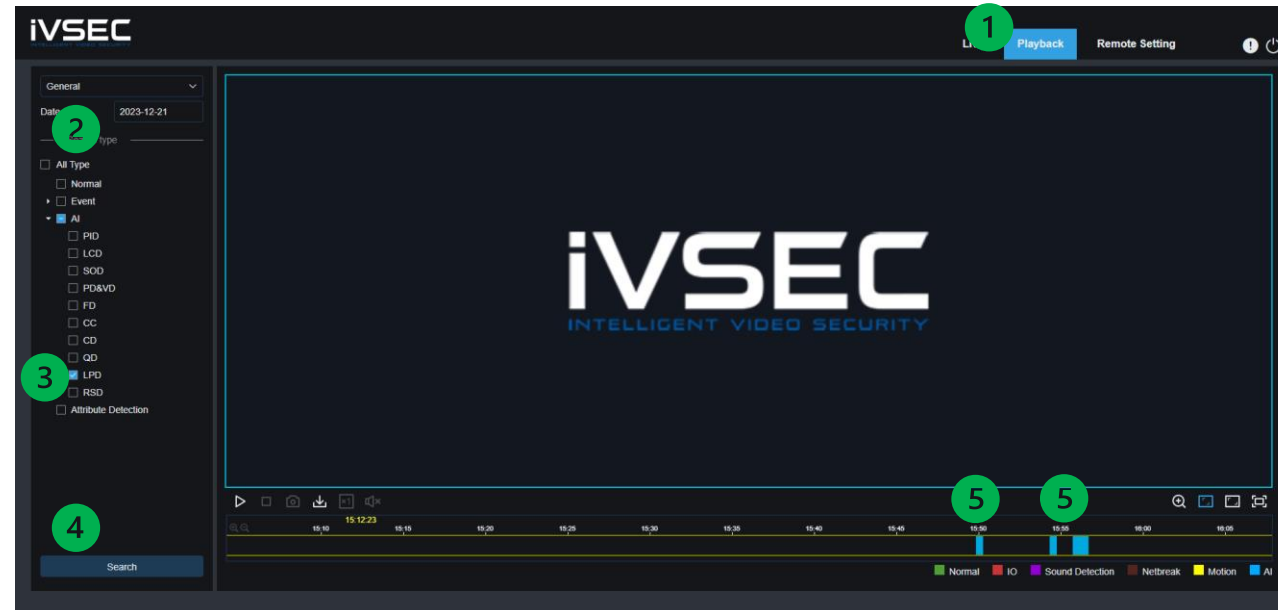 iVSEC
INTELLIGENT VIDEO SECURITY
1
Playback
Remote Setting
General
2023-12-21
2
All Type
Normal
Event
AI
PID
LCD
SOD
PD&VD
FD
CC
CD
QD
3
LPD
RSD
Attribute Detection
4
Search
iVSEC
INTELLIGENT VIDEO SECURITY
5
5
15:12:23
15:10 15:15 15:20 15:25 15:30 15:35 15:40 15:45 15:50 15:55 16:00 16:05
Normal IO Sound Detection Netbreak Motion AI